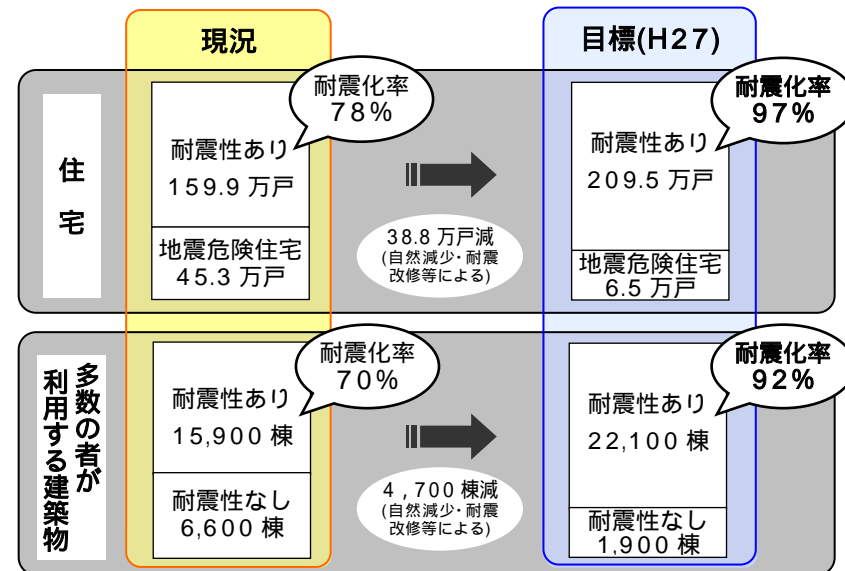 現況
目標(H27)
住宅
耐震化率
78%
耐震性あり
159.9 万戸
地震危険住宅
45.3 万戸
38.8 万戸減
(自然減少・耐震
改修等による)
耐震化率
97%
耐震性あり
209.5 万戸
地震危険住宅
6.5 万戸
多数の者が
利用する建築物
耐震化率
70%
耐震性あり
15,900 棟
耐震性なし
6,600 棟
4,700 棟減
(自然減少・耐震
改修等による)
耐震化率
92%
耐震性あり
22,100 棟
耐震性なし
1,900 棟